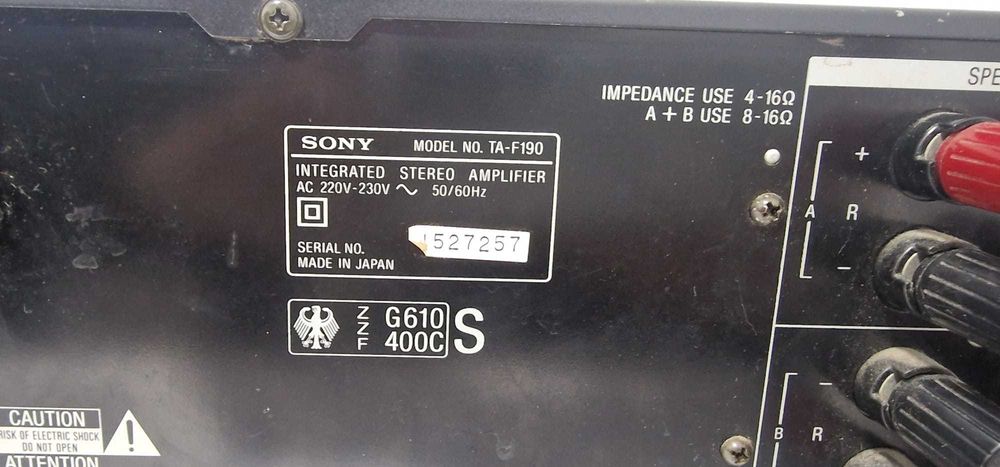 SPE
IMPEDANCE USE 4-16Ω
A + B USE 8-16Ω
SONY MODEL NO. TA-F190
INTEGRATED STEREO AMPLIFIER
AC 220V-230V ~ 50/60Hz
SERIAL NO. 527257
MADE IN JAPAN
+
A R
−
ZZF G610 400C S
−
B R
CAUTION
RISK OF ELECTRIC SHOCK
DO NOT OPEN
!
ATTENTION